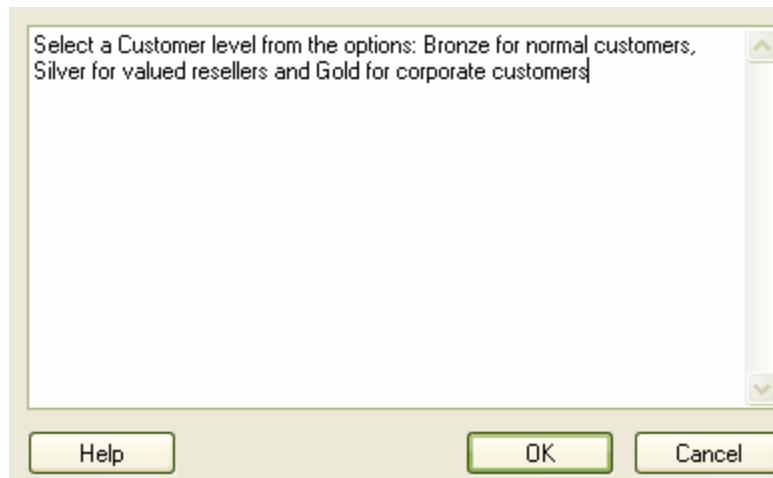 Select a Customer level from the options: Bronze for normal customers,
Silver for valued resellers and Gold for corporate customers
Help
OK
Cancel